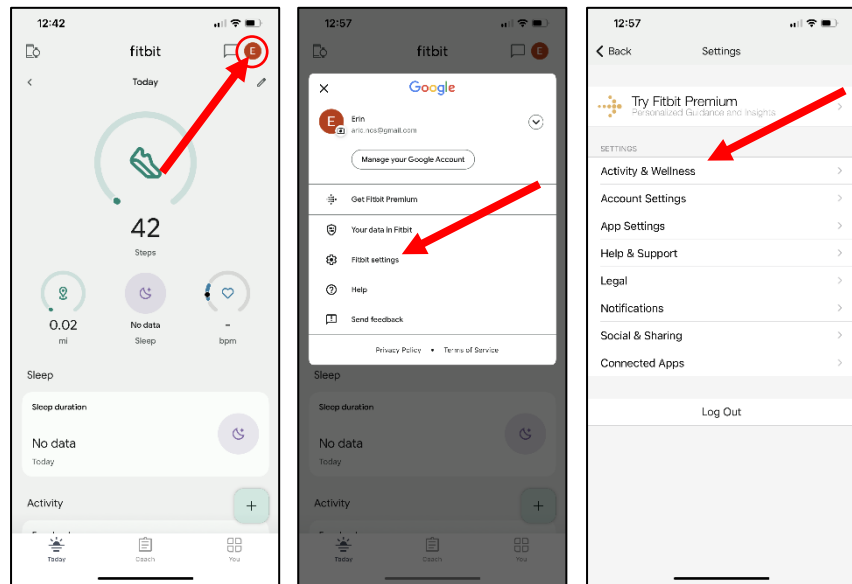 12:42
fitbit
E
Today
42
Steps
0.02
mi
No data
Sleep
-
bpm
Sleep
Sleep duration
No data
Today
Activity
+
Today
Coach
You
12:57
fitbit
Google
E
Erin
Manage your Google Account
Get Fitbit Premium
Your data in Fitbit
Fitbit settings
Help
Send feedback
Privacy Policy • Terms of Service
Sleep
Sleep duration
No data
Today
Activity
+
Today
Coach
You
12:57
Back
Settings
Try Fitbit Premium
Personalized Guidance and Insights
SETTINGS
Activity & Wellness
Account Settings
App Settings
Help & Support
Legal
Notifications
Social & Sharing
Connected Apps
Log Out